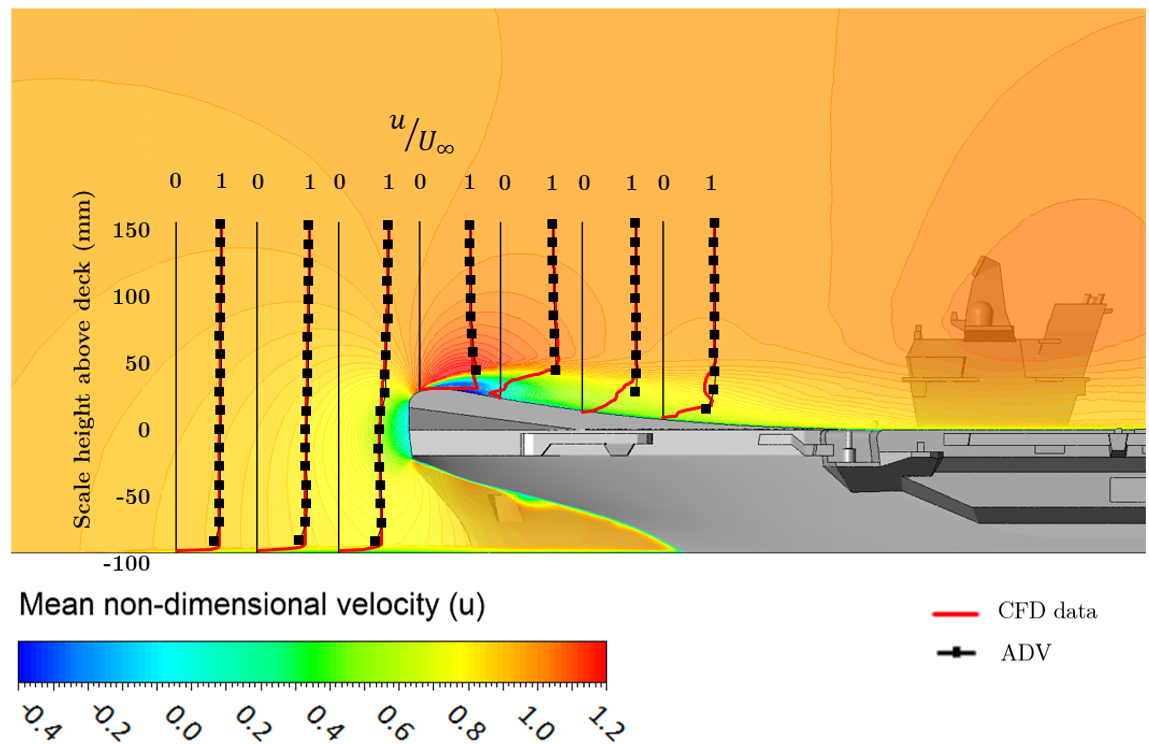 u/U∞
0 1 0 1 0 1 0 1 0 1 0 1 0 1
Scale height above deck (mm)
150
100
50
0
-50
-100
Mean non-dimensional velocity (u)
-0.4 -0.2 0.0 0.2 0.4 0.6 0.8 1.0 1.2
CFD data
ADV